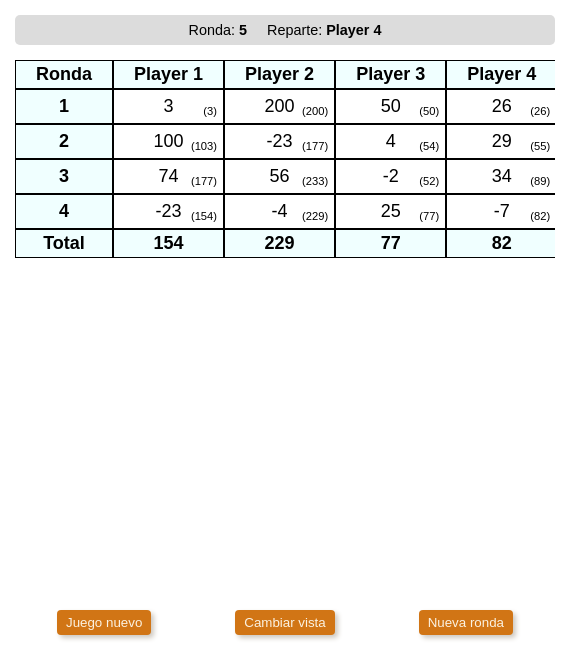 Ronda: 5 Reparte: Player 4
Ronda Player 1 Player 2 Player 3 Player 4
1 3 (3) 200 (200) 50 (50) 26 (26)
2 100 (103) -23 (177) 4 (54) 29 (55)
3 74 (177) 56 (233) -2 (52) 34 (89)
4 -23 (154) -4 (229) 25 (77) -7 (82)
Total 154 229 77 82
Juego nuevo Cambiar vista Nueva ronda